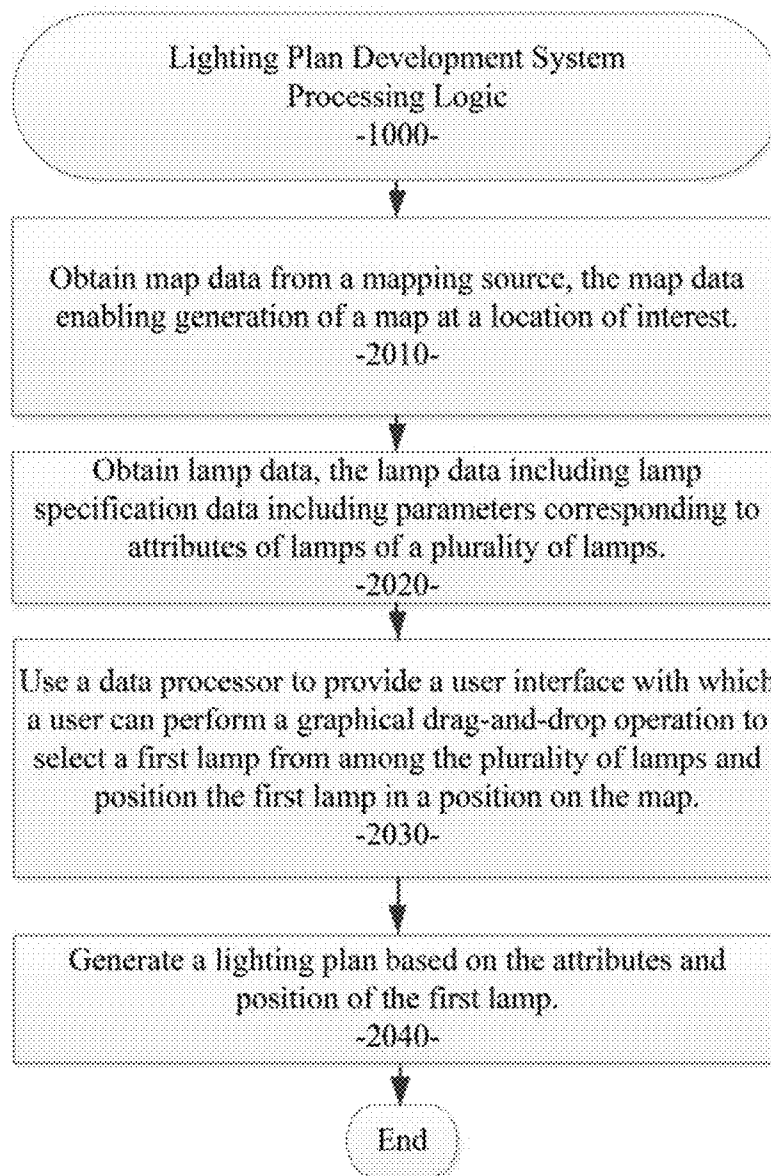 Lighting Plan Development System
Processing Logic
-1000-
Obtain map data from a mapping source, the map data
enabling generation of a map at a location of interest.
-2010-
Obtain lamp data, the lamp data including lamp
specification data including parameters corresponding to
attributes of lamps of a plurality of lamps.
-2020-
Use a data processor to provide a user interface with which
a user can perform a graphical drag-and-drop operation to
select a first lamp from among the plurality of lamps and
position the first lamp in a position on the map.
-2030-
Generate a lighting plan based on the attributes and
position of the first lamp.
-2040-
End